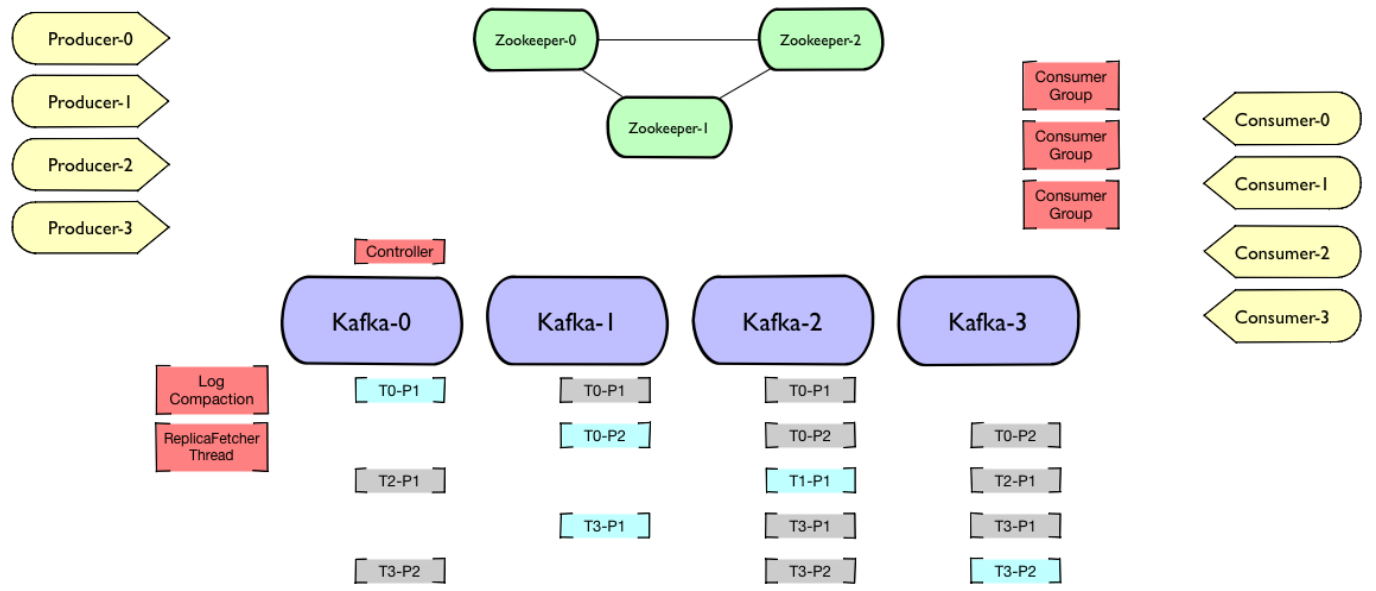 Producer-0
Producer-1
Producer-2
Producer-3
Zookeeper-0
Zookeeper-2
Zookeeper-1
Consumer
Group
Consumer
Group
Consumer
Group
Consumer-0
Consumer-1
Consumer-2
Consumer-3
Controller
Kafka-0
Kafka-1
Kafka-2
Kafka-3
Log
Compaction
ReplicaFetcher
Thread
T0-P1
T0-P1
T0-P1
T0-P2
T0-P2
T0-P2
T2-P1
T1-P1
T2-P1
T3-P1
T3-P1
T3-P1
T3-P2
T3-P2
T3-P2